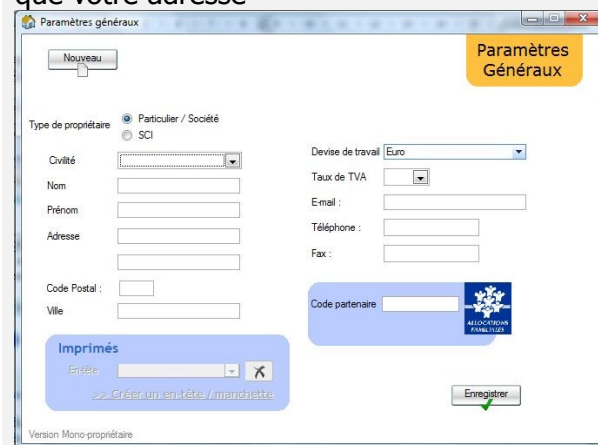 que votre adresse
Paramètres généraux
Nouveau
Paramètres
Généraux
Type de propriétaire
Particulier / Société
SCI
Civilité
Nom
Prénom
Adresse
Code Postal :
Ville
Devise de travail Euro
Taux de TVA
E-mail :
Téléphone :
Fax :
Code partenaire
ALLOCATIONS
FAMILIALES
Imprimés
En-tête
>> Créer un en-tête / manchette
Enregistrer
Version Mono-propriétaire